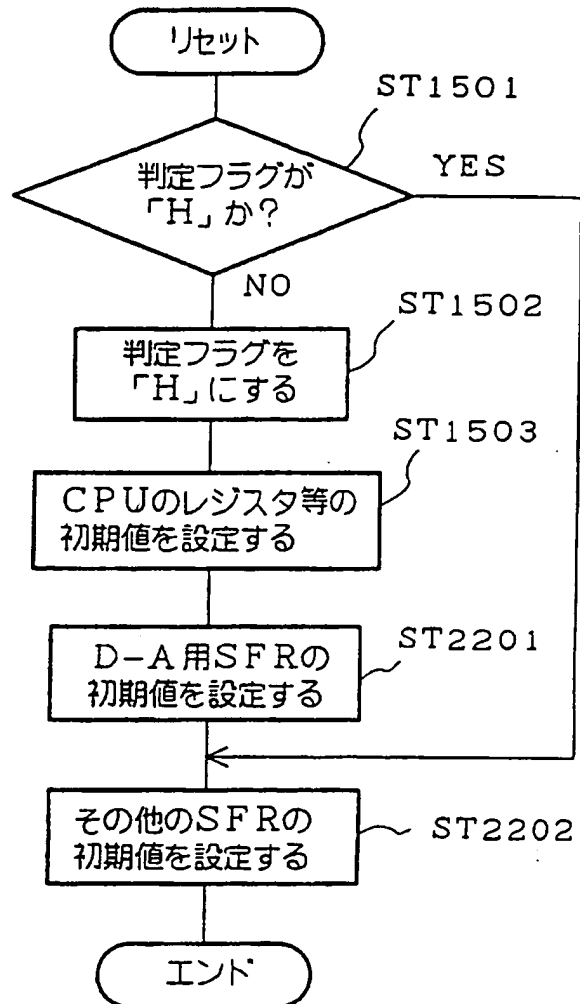 リセット
ST1501
判定フラグが
「H」か?
YES
NO
ST1502
判定フラグを
「H」にする
ST1503
CPUのレジスタ等の
初期値を設定する
ST2201
D-A用SFRの
初期値を設定する
その他のSFRの
初期値を設定する
ST2202
エンド